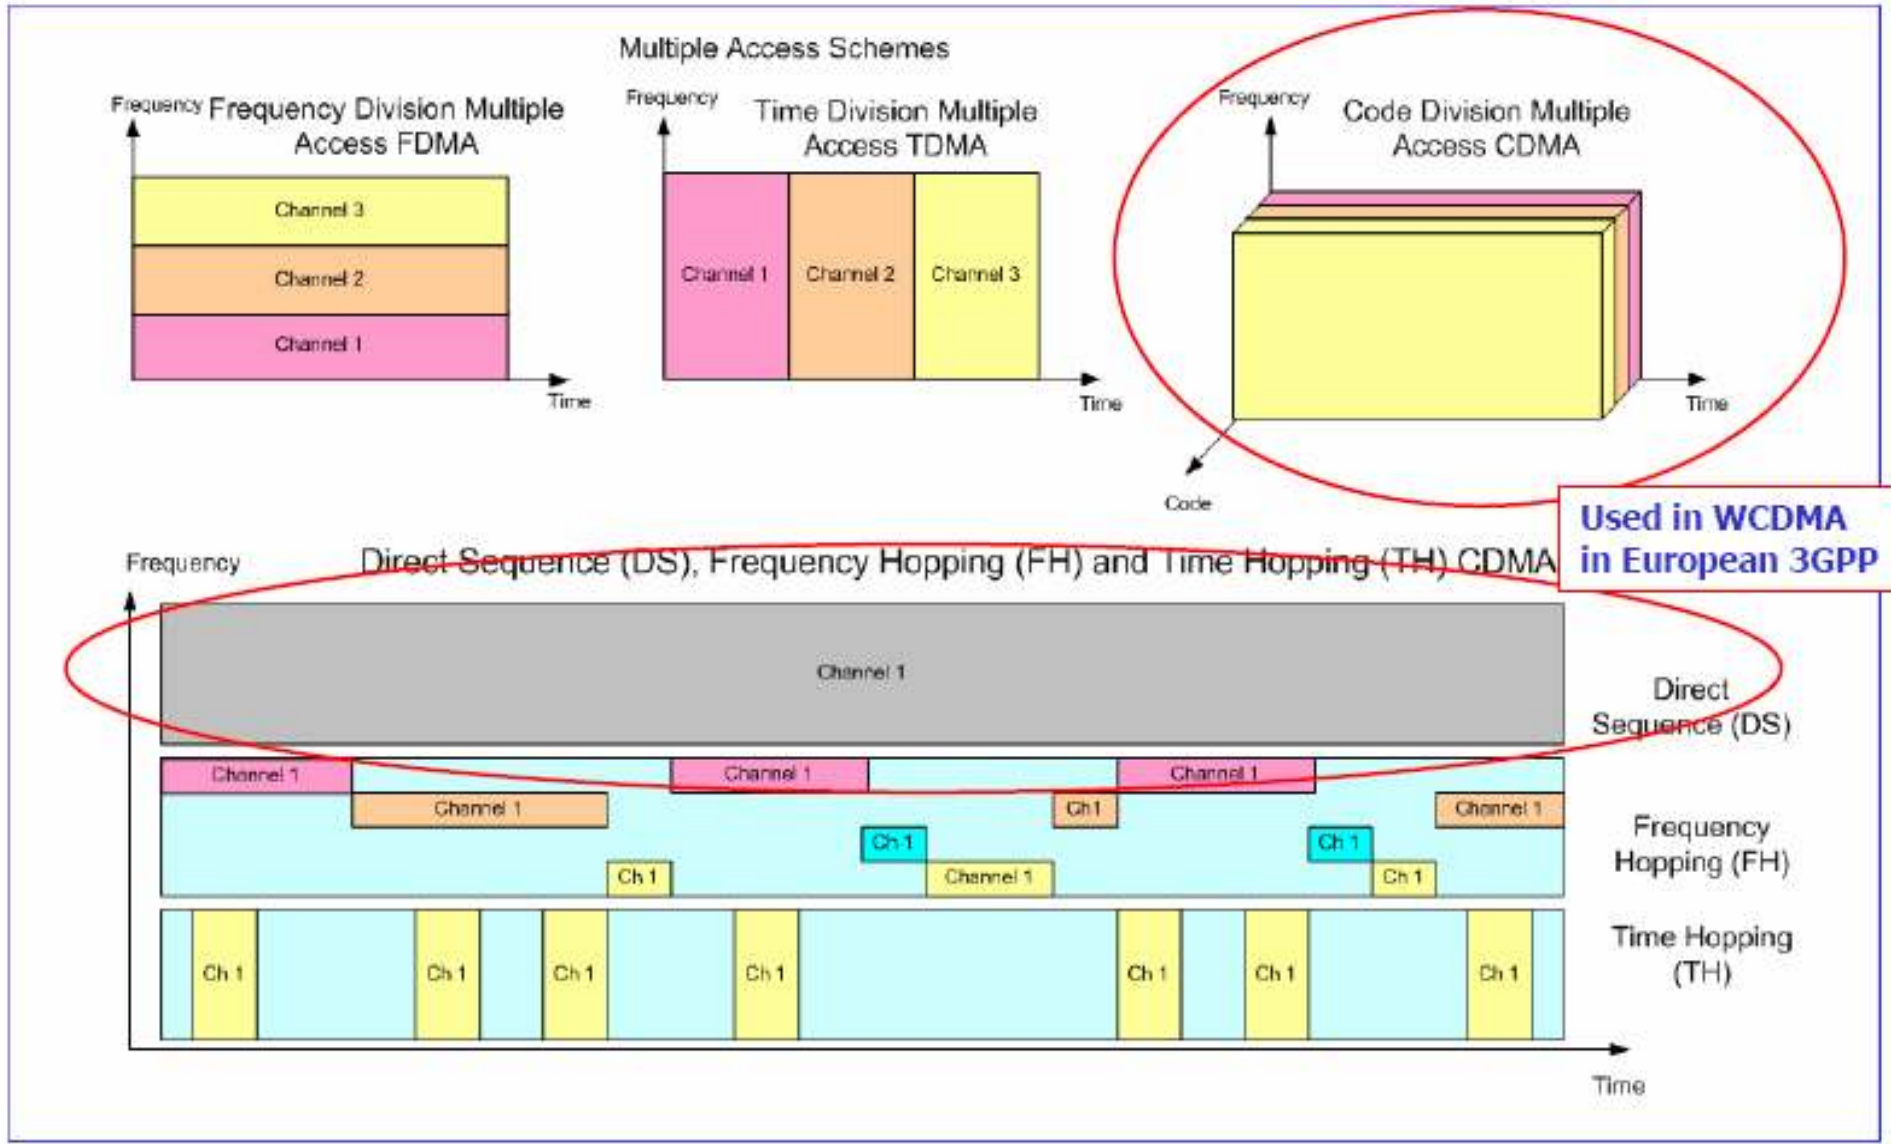 Multiple Access Schemes
Frequency
Frequency Division Multiple
Access FDMA
Channel 3
Channel 2
Channel 1
Time
Frequency
Time Division Multiple
Access TDMA
Channel 1
Channel 2
Channel 3
Time
Frequency
Code Division Multiple
Access CDMA
Time
Code
Used in WCDMA
in European 3GPP
Frequency
Direct Sequence (DS), Frequency Hopping (FH) and Time Hopping (TH) CDMA
Channel 1
Direct
Sequence (DS)
Channel 1
Channel 1
Channel 1
Channel 1
Ch1
Channel 1
Ch 1
Ch 1
Ch 1
Channel 1
Ch 1
Frequency
Hopping (FH)
Ch 1
Ch 1
Ch 1
Ch 1
Ch 1
Ch 1
Ch 1
Time Hopping
(TH)
Time